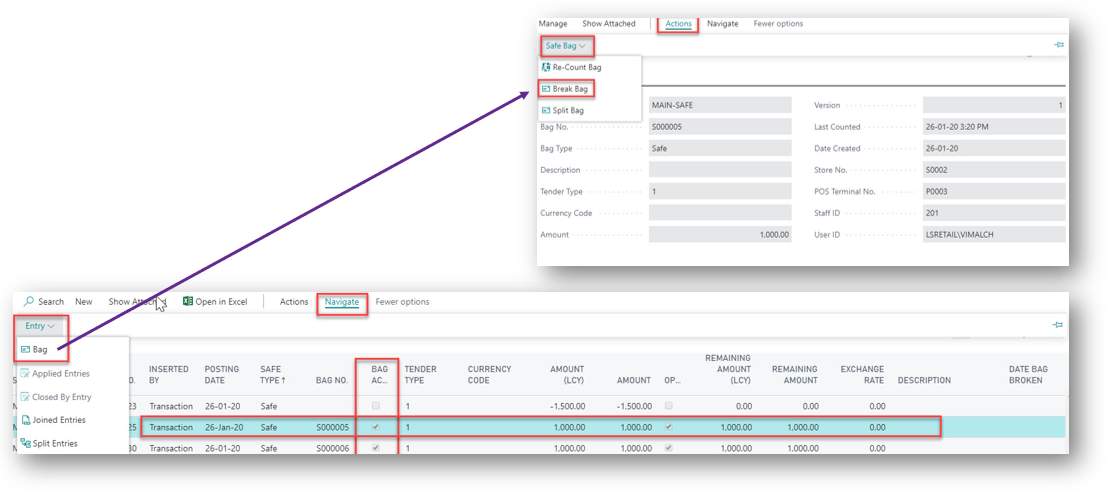 Manage Show Attached Actions Navigate Fewer options
Safe Bag
Re-Count Bag
Break Bag
Split Bag
MAIN-SAFE Version 1
Bag No. S000005 Last Counted 26-01-20 3:20 PM
Bag Type Safe Date Created 26-01-20
Description Store No. S0002
Tender Type 1 POS Terminal No. P0003
Currency Code Staff ID 201
Amount 1,000.00 User ID LSRETAIL\VIMALCH
Search New Show Attached Open in Excel Actions Navigate Fewer options
Entry
Bag
Applied Entries
Closed By Entry
Joined Entries
Split Entries
NO. INSERTED BY POSTING DATE SAFE TYPE ↑ BAG NO. BAG AC... TENDER TYPE CURRENCY CODE AMOUNT (LCY) AMOUNT OP... REMAINING AMOUNT (LCY) REMAINING AMOUNT EXCHANGE RATE DESCRIPTION DATE BAG BROKEN
23 Transaction 26-01-20 Safe 1 -1,500.00 -1,500.00 0.00 0.00 0.00
25 Transaction 26-Jan-20 Safe S000005 1 1,000.00 1,000.00 1,000.00 1,000.00 0.00
30 Transaction 26-01-20 Safe S000006 1 1,000.00 1,000.00 1,000.00 1,000.00 0.00